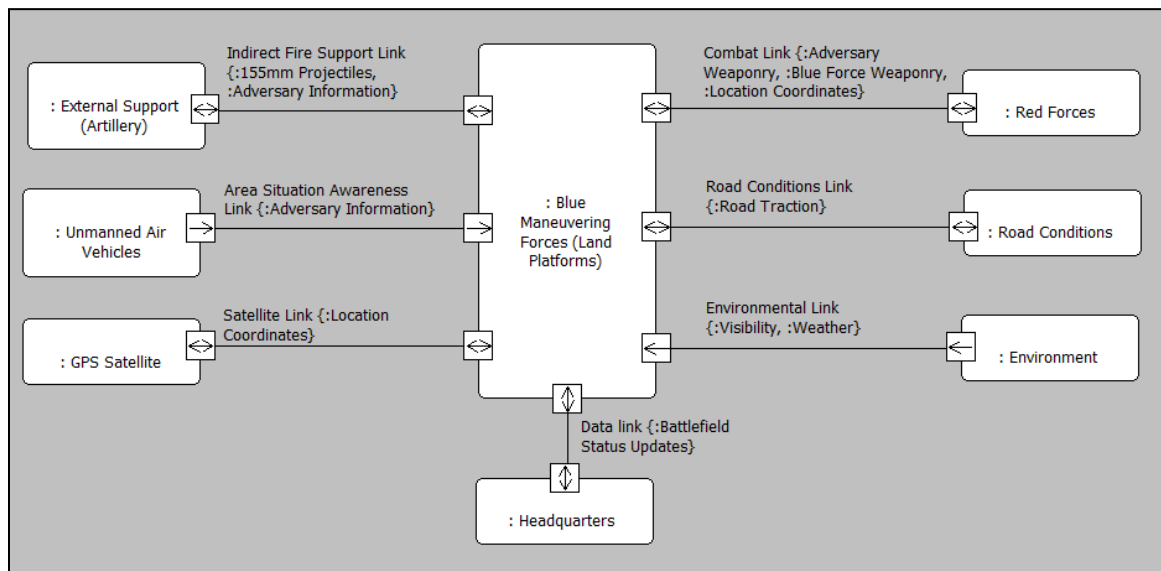 Indirect Fire Support Link
{:155mm Projectiles,
:Adversary Information}
: External Support
(Artillery)
Area Situation Awareness
Link {:Adversary Information}
: Unmanned Air
Vehicles
Satellite Link {:Location
Coordinates}
: GPS Satellite
: Blue
Maneuvering
Forces (Land
Platforms)
Combat Link {:Adversary
Weaponry, :Blue Force Weaponry,
:Location Coordinates}
: Red Forces
Road Conditions Link
{:Road Traction}
: Road Conditions
Environmental Link
{:Visibility, :Weather}
: Environment
Data link {:Battlefield
Status Updates}
: Headquarters